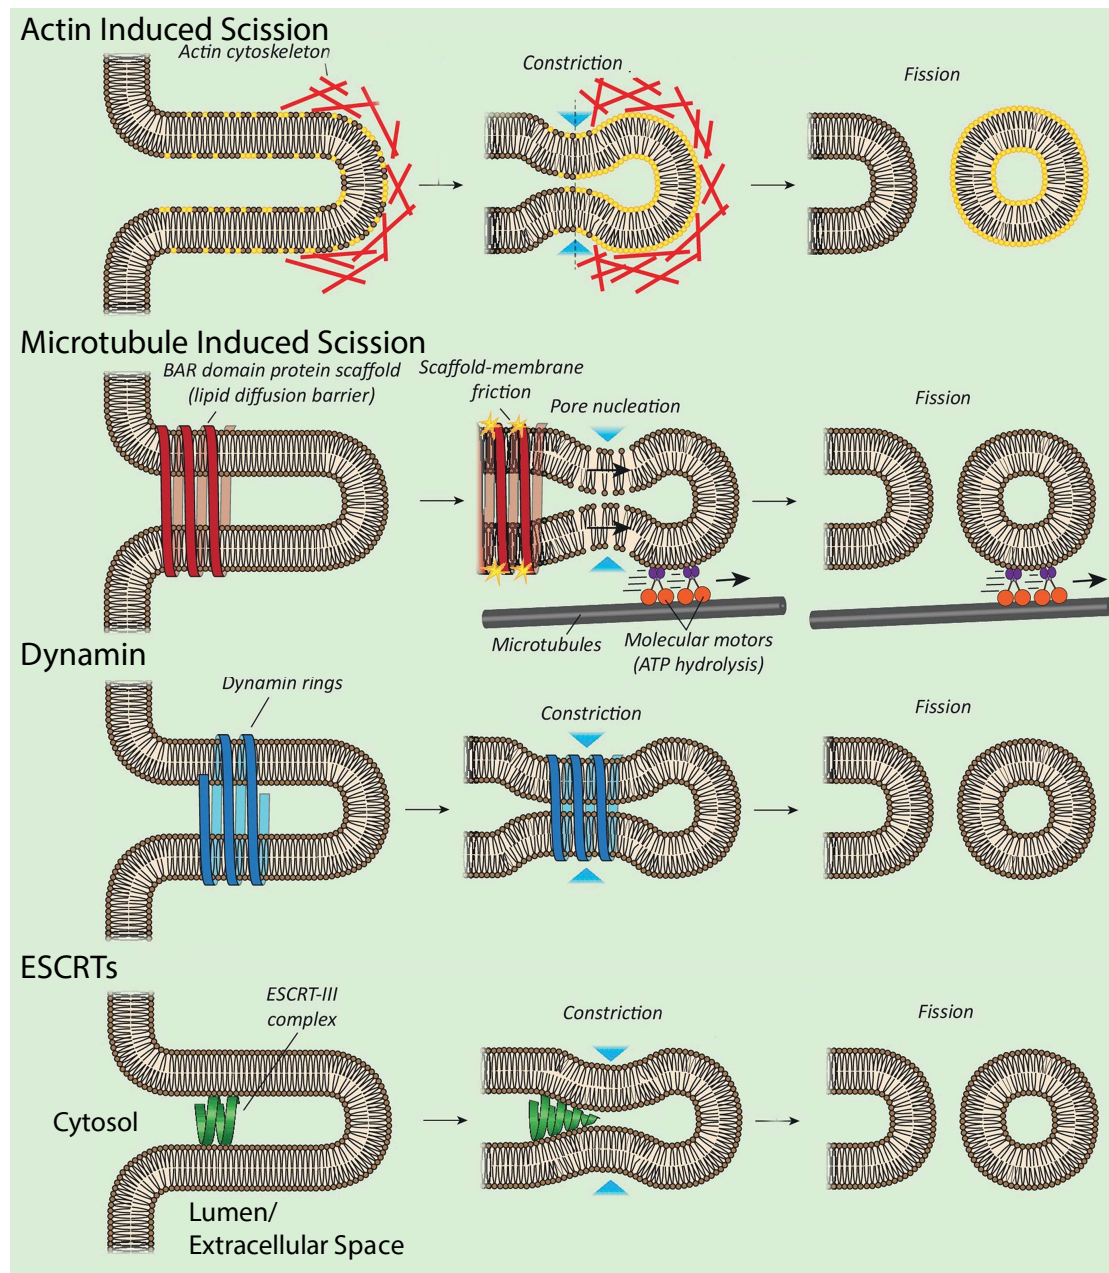 Actin Induced Scission
Actin cytoskeleton
Constriction
Fission
Microtubule Induced Scission
BAR domain protein scaffold
(lipid diffusion barrier)
Scaffold-membrane
friction
Pore nucleation
Fission
Microtubules
Molecular motors
(ATP hydrolysis)
Dynamin
Dynamin rings
Constriction
Fission
ESCRTs
ESCRT-III
complex
Constriction
Fission
Cytosol
Lumen/
Extracellular Space